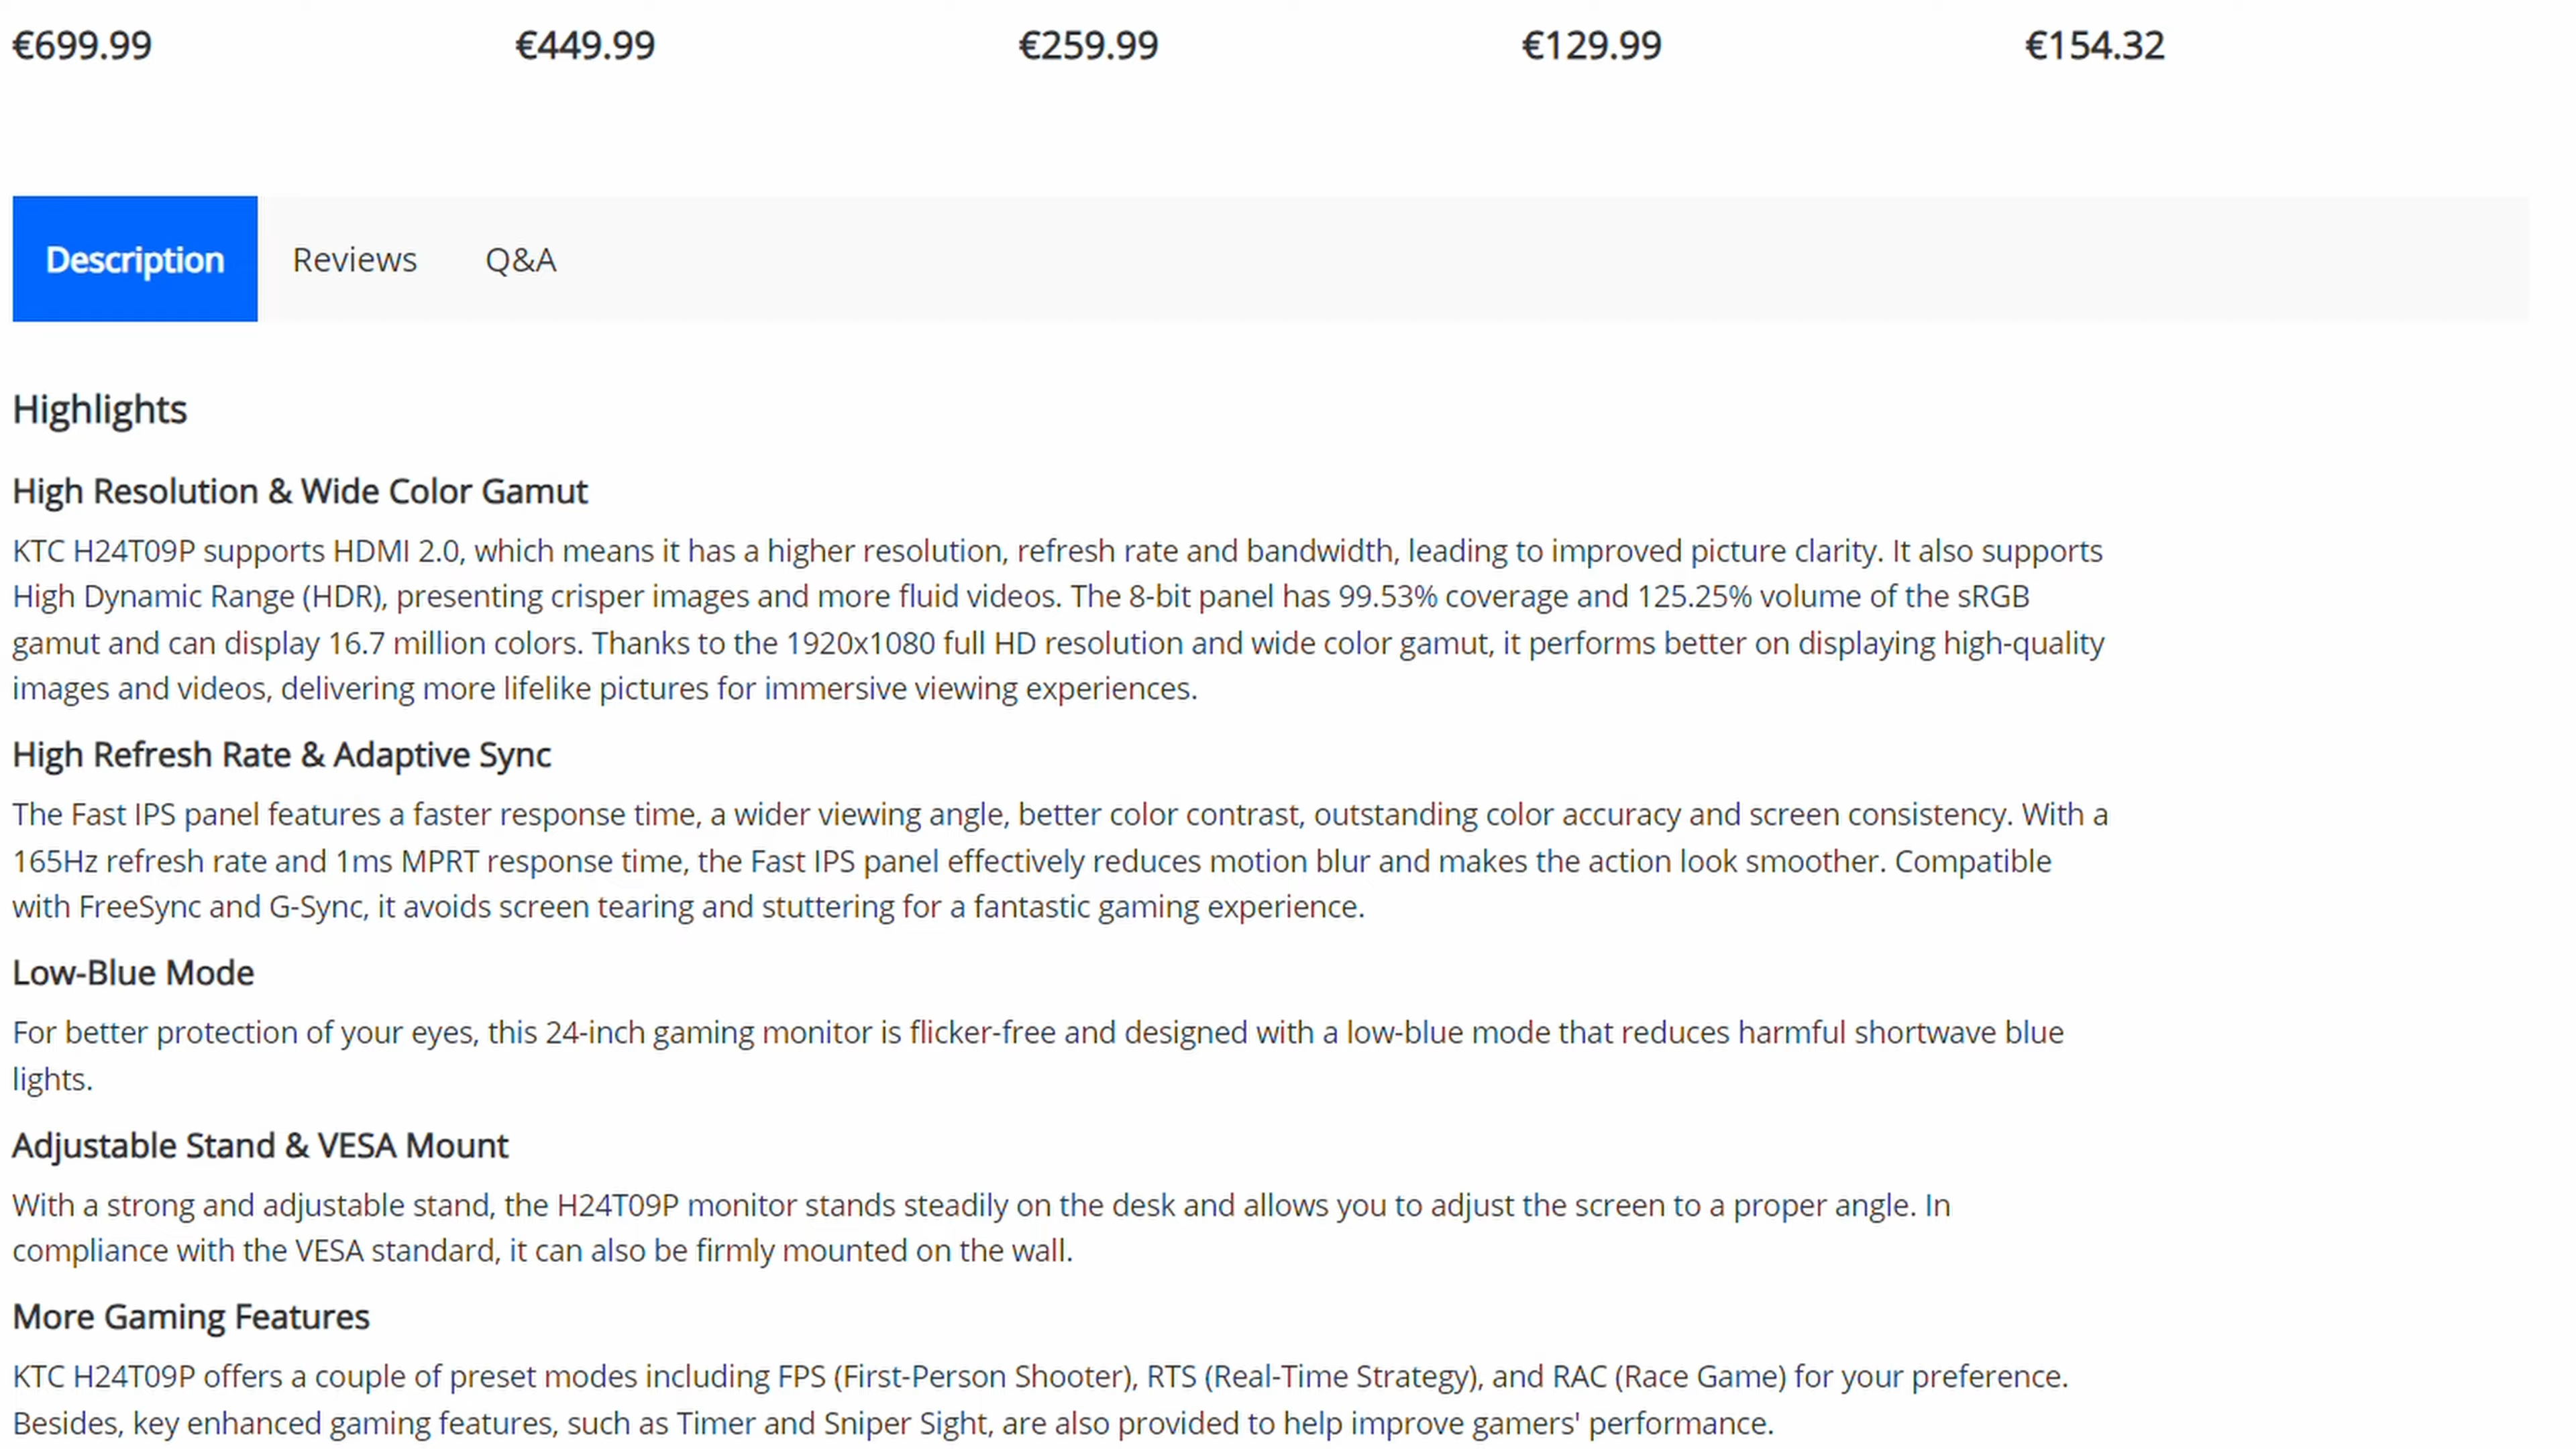 €699.99 €449.99 €259.99 €129.99 €154.32
Description Reviews Q&A
Highlights
High Resolution & Wide Color Gamut
KTC H24T09P supports HDMI 2.0, which means it has a higher resolution, refresh rate and bandwidth, leading to improved picture clarity. It also supports
High Dynamic Range (HDR), presenting crisper images and more fluid videos. The 8-bit panel has 99.53% coverage and 125.25% volume of the sRGB
gamut and can display 16.7 million colors. Thanks to the 1920x1080 full HD resolution and wide color gamut, it performs better on displaying high-quality
images and videos, delivering more lifelike pictures for immersive viewing experiences.
High Refresh Rate & Adaptive Sync
The Fast IPS panel features a faster response time, a wider viewing angle, better color contrast, outstanding color accuracy and screen consistency. With a
165Hz refresh rate and 1ms MPRT response time, the Fast IPS panel effectively reduces motion blur and makes the action look smoother. Compatible
with FreeSync and G-Sync, it avoids screen tearing and stuttering for a fantastic gaming experience.
Low-Blue Mode
For better protection of your eyes, this 24-inch gaming monitor is flicker-free and designed with a low-blue mode that reduces harmful shortwave blue
lights.
Adjustable Stand & VESA Mount
With a strong and adjustable stand, the H24T09P monitor stands steadily on the desk and allows you to adjust the screen to a proper angle. In
compliance with the VESA standard, it can also be firmly mounted on the wall.
More Gaming Features
KTC H24T09P offers a couple of preset modes including FPS (First-Person Shooter), RTS (Real-Time Strategy), and RAC (Race Game) for your preference.
Besides, key enhanced gaming features, such as Timer and Sniper Sight, are also provided to help improve gamers' performance.